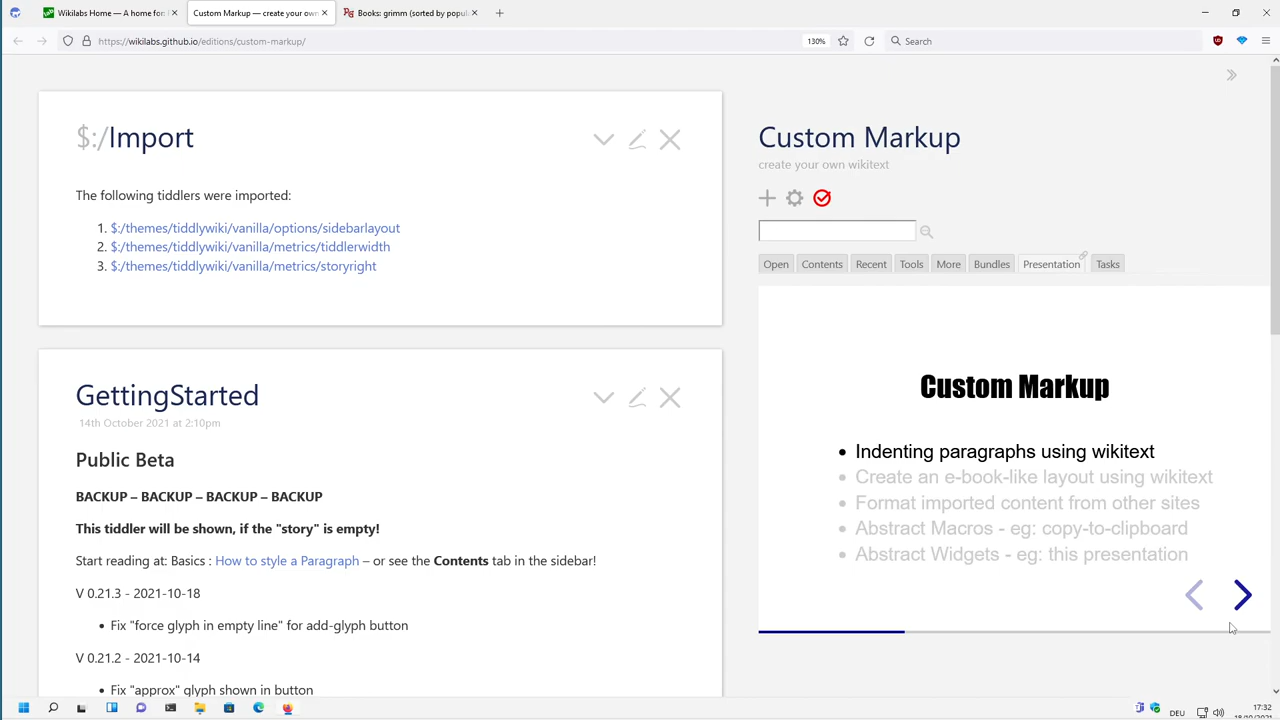 Wikilabs Home — A home for
Custom Markup — create your own
Books: grimm (sorted by popula
https://wikilabs.github.io/editions/custom-markup/
130%
Search
$:/Import
The following tiddlers were imported:
1. $:/themes/tiddlywiki/vanilla/options/sidebarlayout
2. $:/themes/tiddlywiki/vanilla/metrics/tiddlerwidth
3. $:/themes/tiddlywiki/vanilla/metrics/storyright
GettingStarted
14th October 2021 at 2:10pm
Public Beta
BACKUP – BACKUP – BACKUP – BACKUP
This tiddler will be shown, if the "story" is empty!
Start reading at: Basics : How to style a Paragraph – or see the Contents tab in the sidebar!
V 0.21.3 - 2021-10-18
• Fix "force glyph in empty line" for add-glyph button
V 0.21.2 - 2021-10-14
• Fix "approx" glyph shown in button
Custom Markup
create your own wikitext
Open Contents Recent Tools More Bundles Presentation Tasks
Custom Markup
• Indenting paragraphs using wikitext
• Create an e-book-like layout using wikitext
• Format imported content from other sites
• Abstract Macros - eg: copy-to-clipboard
• Abstract Widgets - eg: this presentation
DEU
17:32
18/10/2021